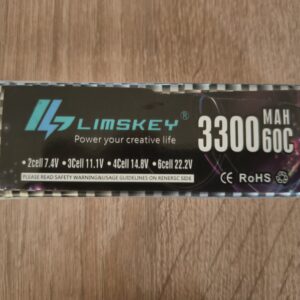 LIMSKEY®
Power your creative life
3300 MAH 60C
• 2cell 7.4V • 3Cell 11.1V • 4Cell 14.8V • 6cell 22.2V
PLEASE READ SAFETY WARNING&USAGE GUIDELINES ON RENERGC SIDE
CE RoHS